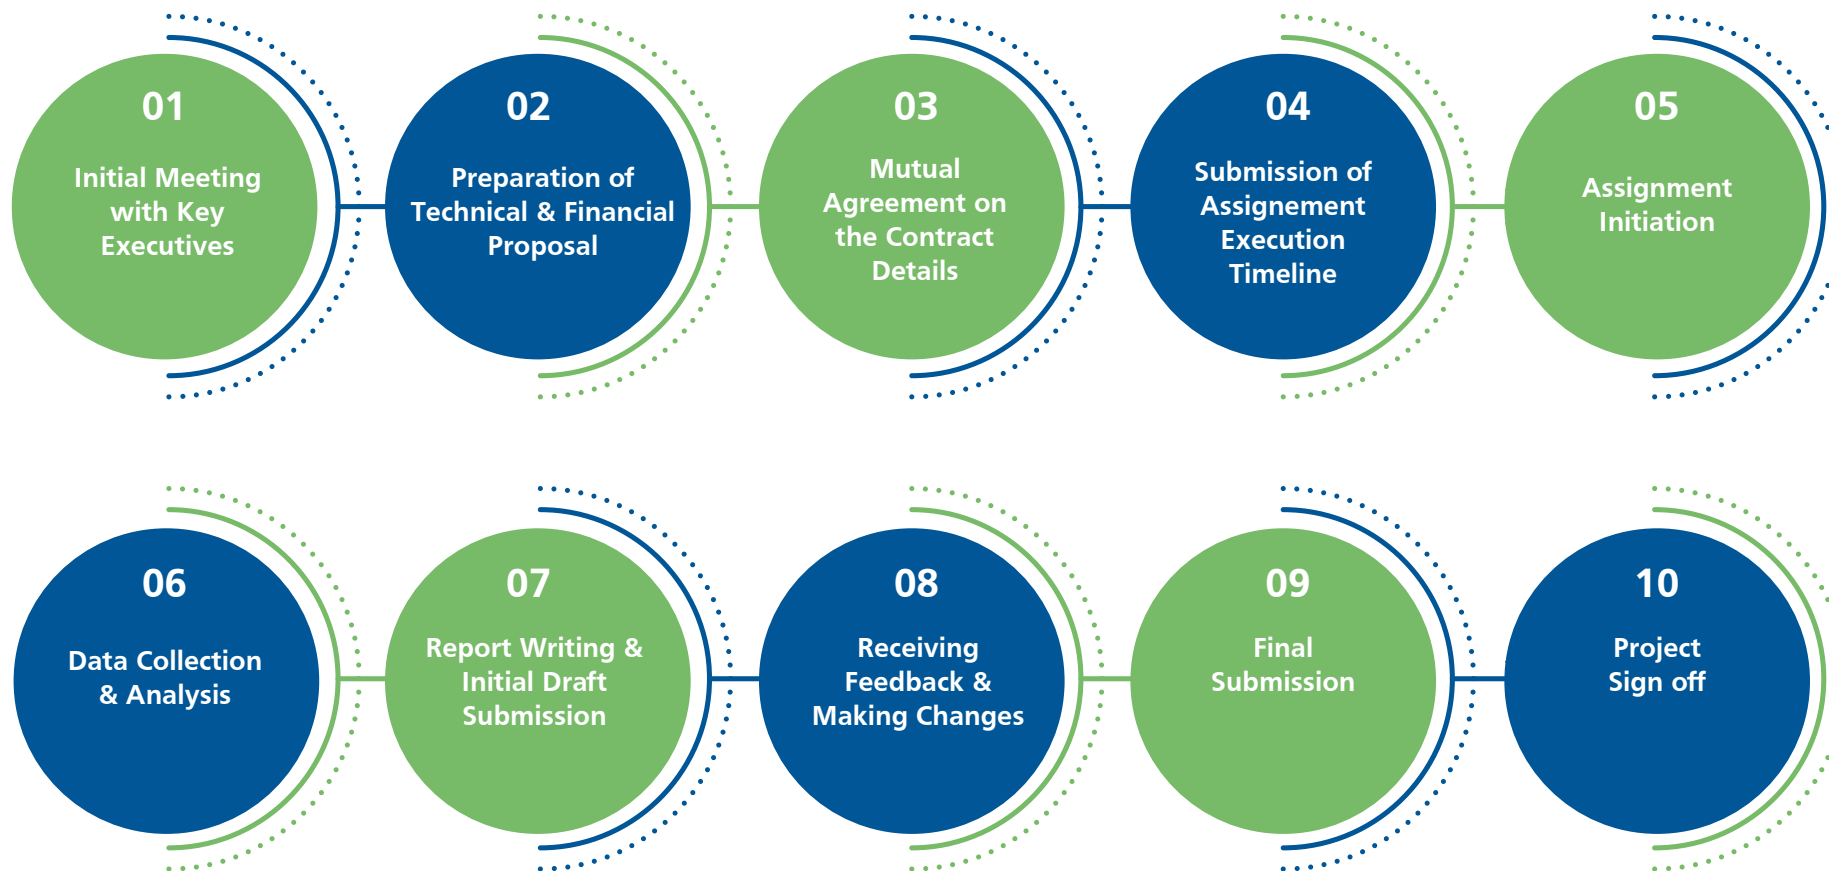 01
Initial Meeting
with Key
Executives
02
Preparation of
Technical & Financial
Proposal
03
Mutual
Agreement on
the Contract
Details
04
Submission of
Assignement
Execution
Timeline
05
Assignment
Initiation
06
Data Collection
& Analysis
07
Report Writing &
Initial Draft
Submission
08
Receiving
Feedback &
Making Changes
09
Final
Submission
10
Project
Sign off